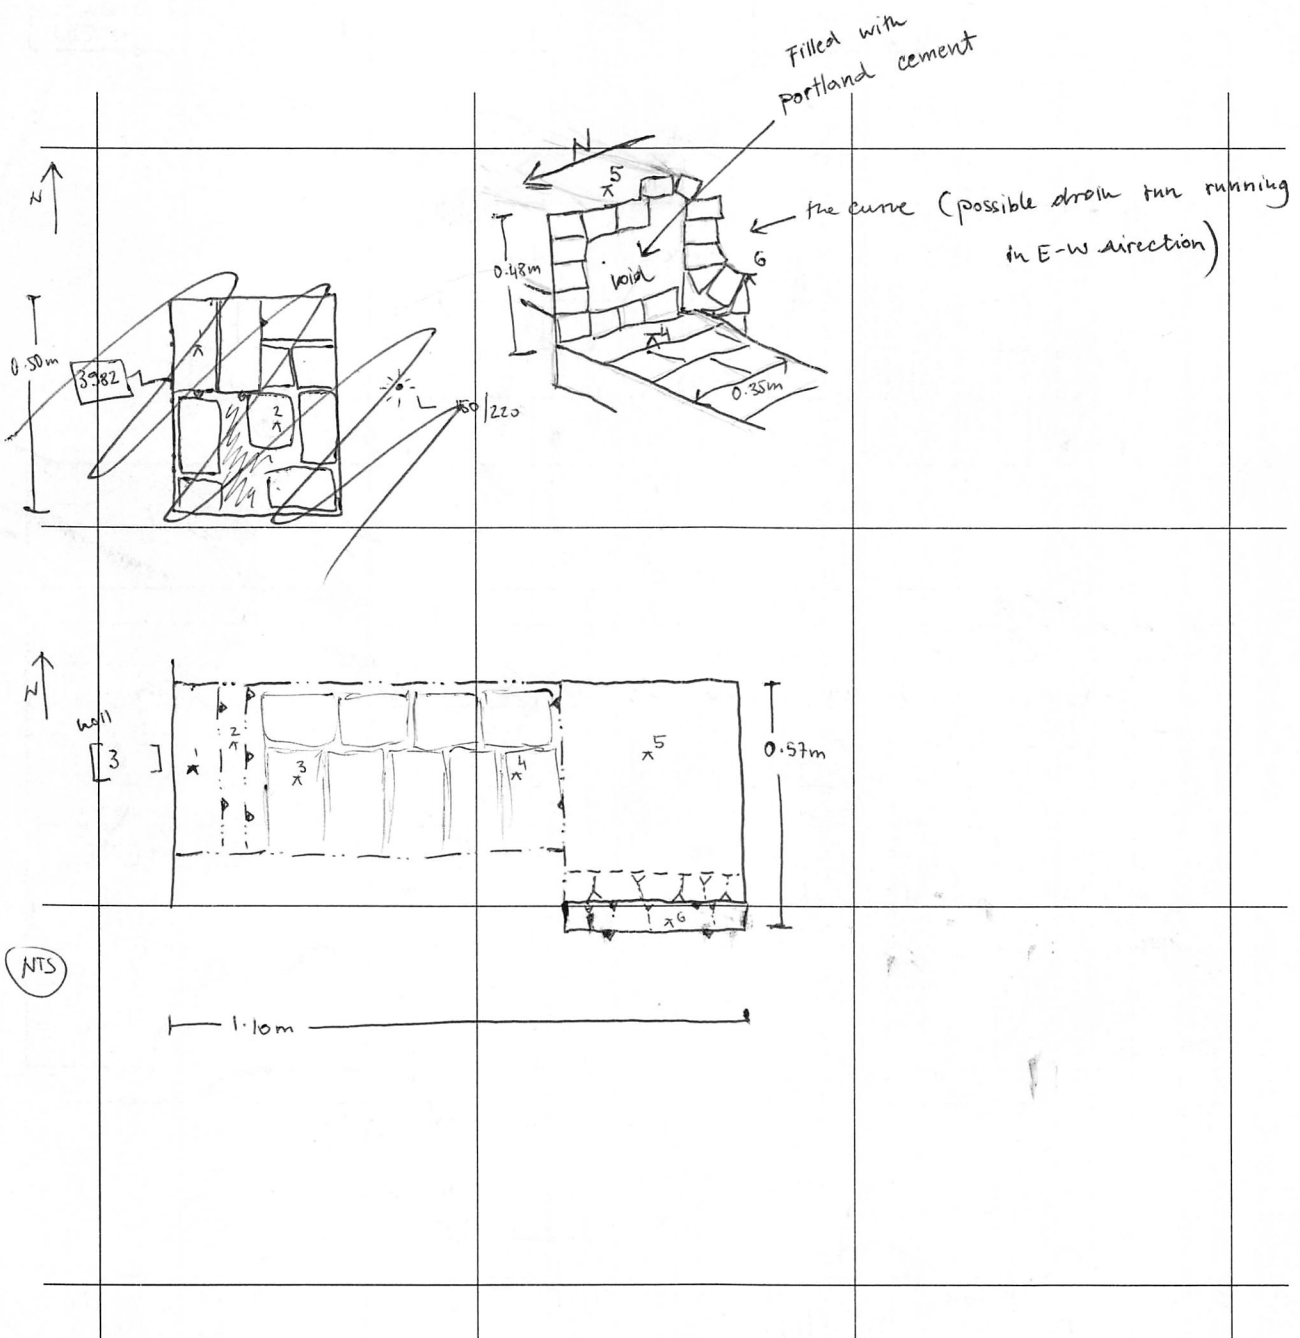 Filled with
portland cement
N
5
N
the curve (possible drain run running
in E-W direction)
6
0.48m
void
4
0.35m
0.50m
3982
1
2
150/220
N
wall
[3 ]
1
2
3
4
5
0.57m
6
NTS
1.10m